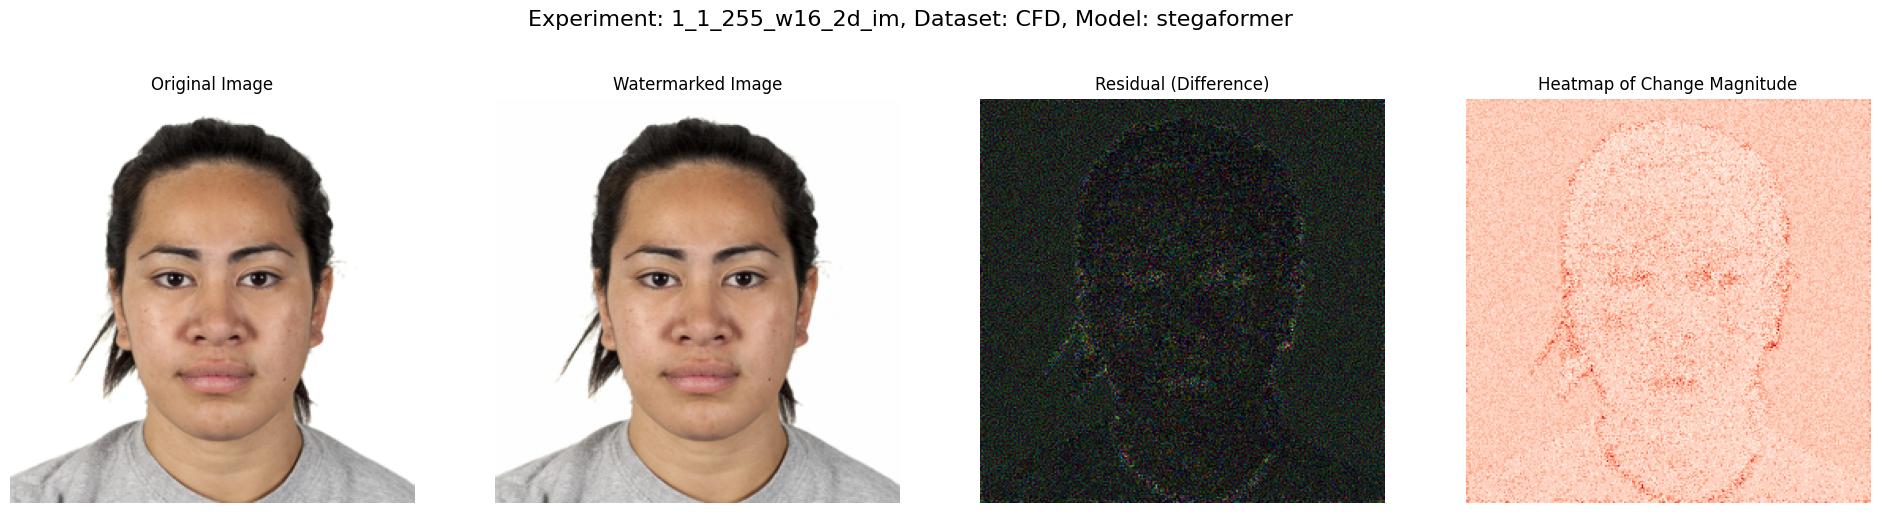 Experiment: 1_1_255_w16_2d_im, Dataset: CFD, Model: stegaformer
Original Image
Watermarked Image
Residual (Difference)
Heatmap of Change Magnitude